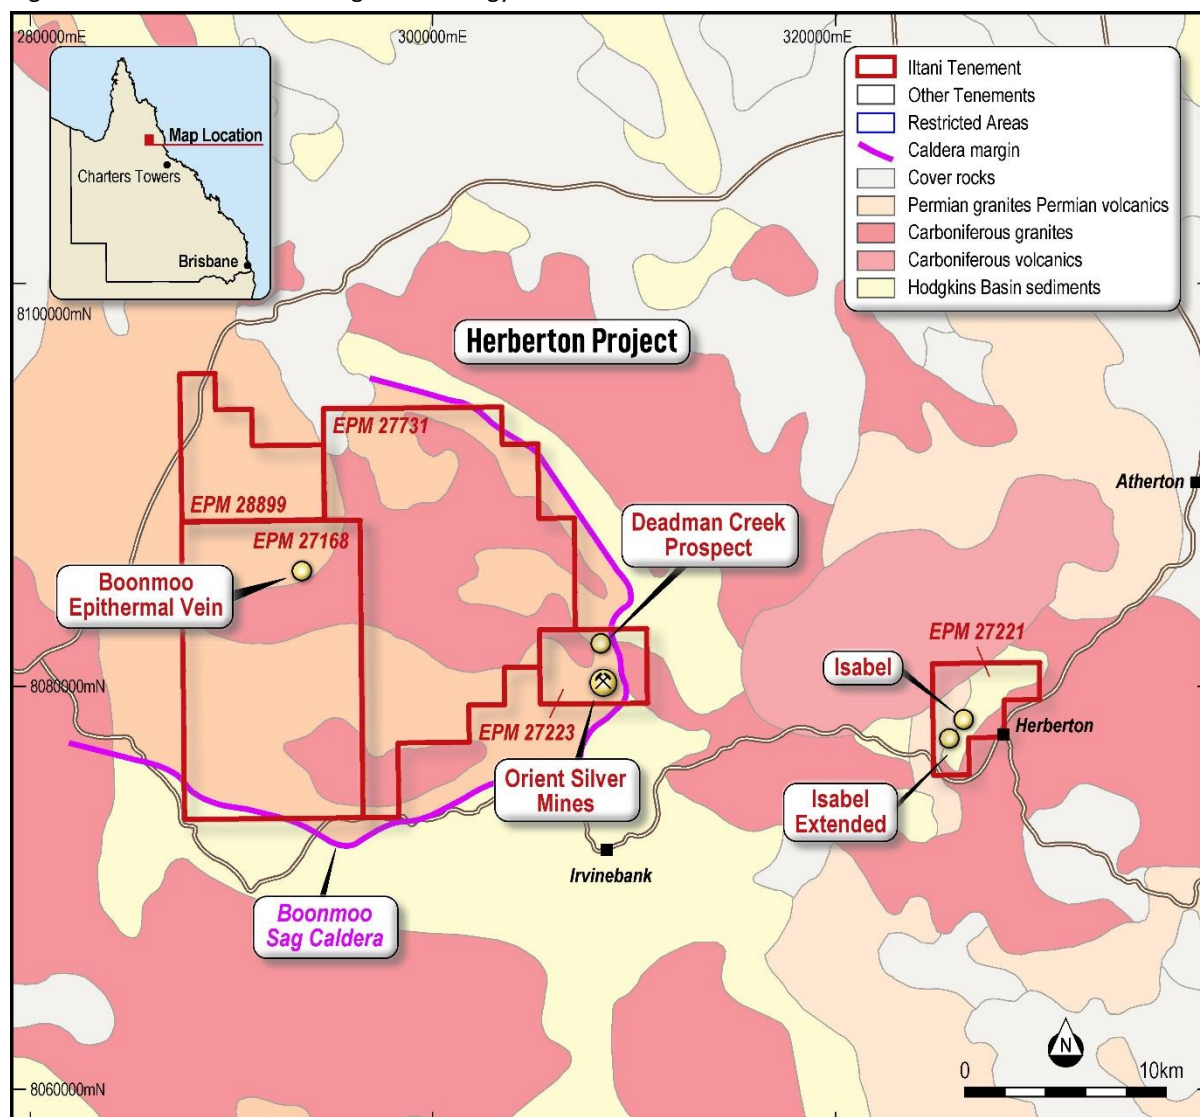 280000mE
300000mE
320000mE
Map Location
Charters Towers
Brisbane
Iltani Tenement
Other Tenements
Restricted Areas
Caldera margin
Cover rocks
Permian granites Permian volcanics
Carboniferous granites
Carboniferous volcanics
Hodgkins Basin sediments
8100000mN
Herberton Project
EPM 27731
Atherton
EPM 28899
EPM 27168
Deadman Creek
Prospect
Boonmoo
Epithermal Vein
EPM 27221
Isabel
8080000mN
EPM 27223
Herberton
Orient Silver
Mines
Isabel
Extended
Irvinebank
Boonmoo
Sag Caldera
N
0
10km
8060000mN